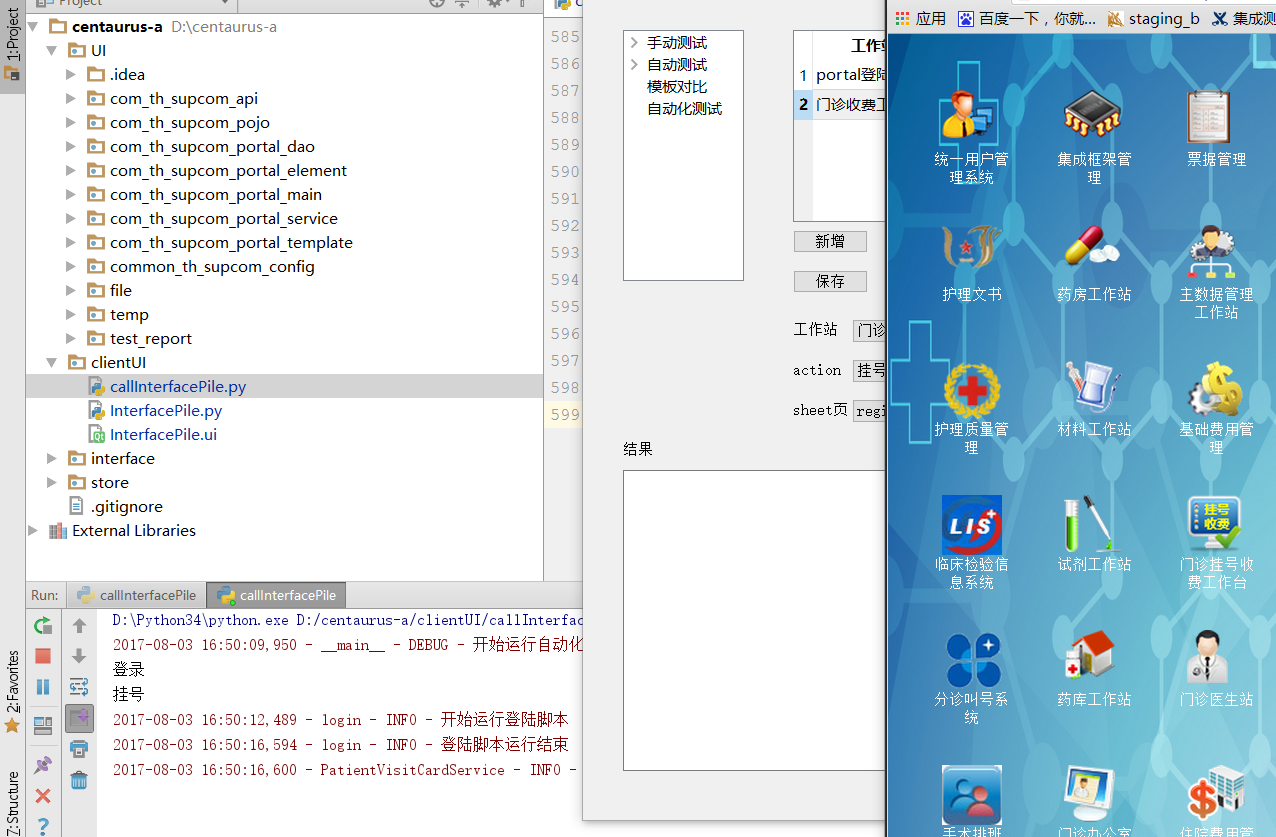 Project
1: Project
centaurus-a D:\centaurus-a
UI
.idea
com_th_supcom_api
com_th_supcom_pojo
com_th_supcom_portal_dao
com_th_supcom_portal_element
com_th_supcom_portal_main
com_th_supcom_portal_service
com_th_supcom_portal_template
common_th_supcom_config
file
temp
test_report
clientUI
callInterfacePile.py
InterfacePile.py
InterfacePile.ui
interface
store
.gitignore
External Libraries
585
586
587
588
589
590
591
592
593
594
595
596
597
598
599
手动测试
自动测试
模板对比
自动化测试
1 portal登陆
2 门诊收费工
新增
保存
工作站 门诊
action 挂号
sheet页 regi
结果
应用 百度一下，你就... staging_b 集成测
统一用户管
理系统
集成框架管
理
票据管理
护理文书
药房工作站
主数据管理
工作站
护理质量管
理
材料工作站
基础费用管
理
LIS
临床检验信
息系统
试剂工作站
挂号
收费
门诊挂号收
费工作台
分诊叫号系
统
药库工作站
门诊医生站
手术排班
门诊办公室
住院费用管
Run: callInterfacePile callInterfacePile
D:\Python34\python.exe D:/centaurus-a/clientUI/callInterfac
2017-08-03 16:50:09,950 - __main__ - DEBUG - 开始运行自动化
登录
挂号
2017-08-03 16:50:12,489 - login - INFO - 开始运行登陆脚本
2017-08-03 16:50:16,594 - login - INFO - 登陆脚本运行结束
2017-08-03 16:50:16,600 - PatientVisitCardService - INFO -
2: Favorites
7: Structure